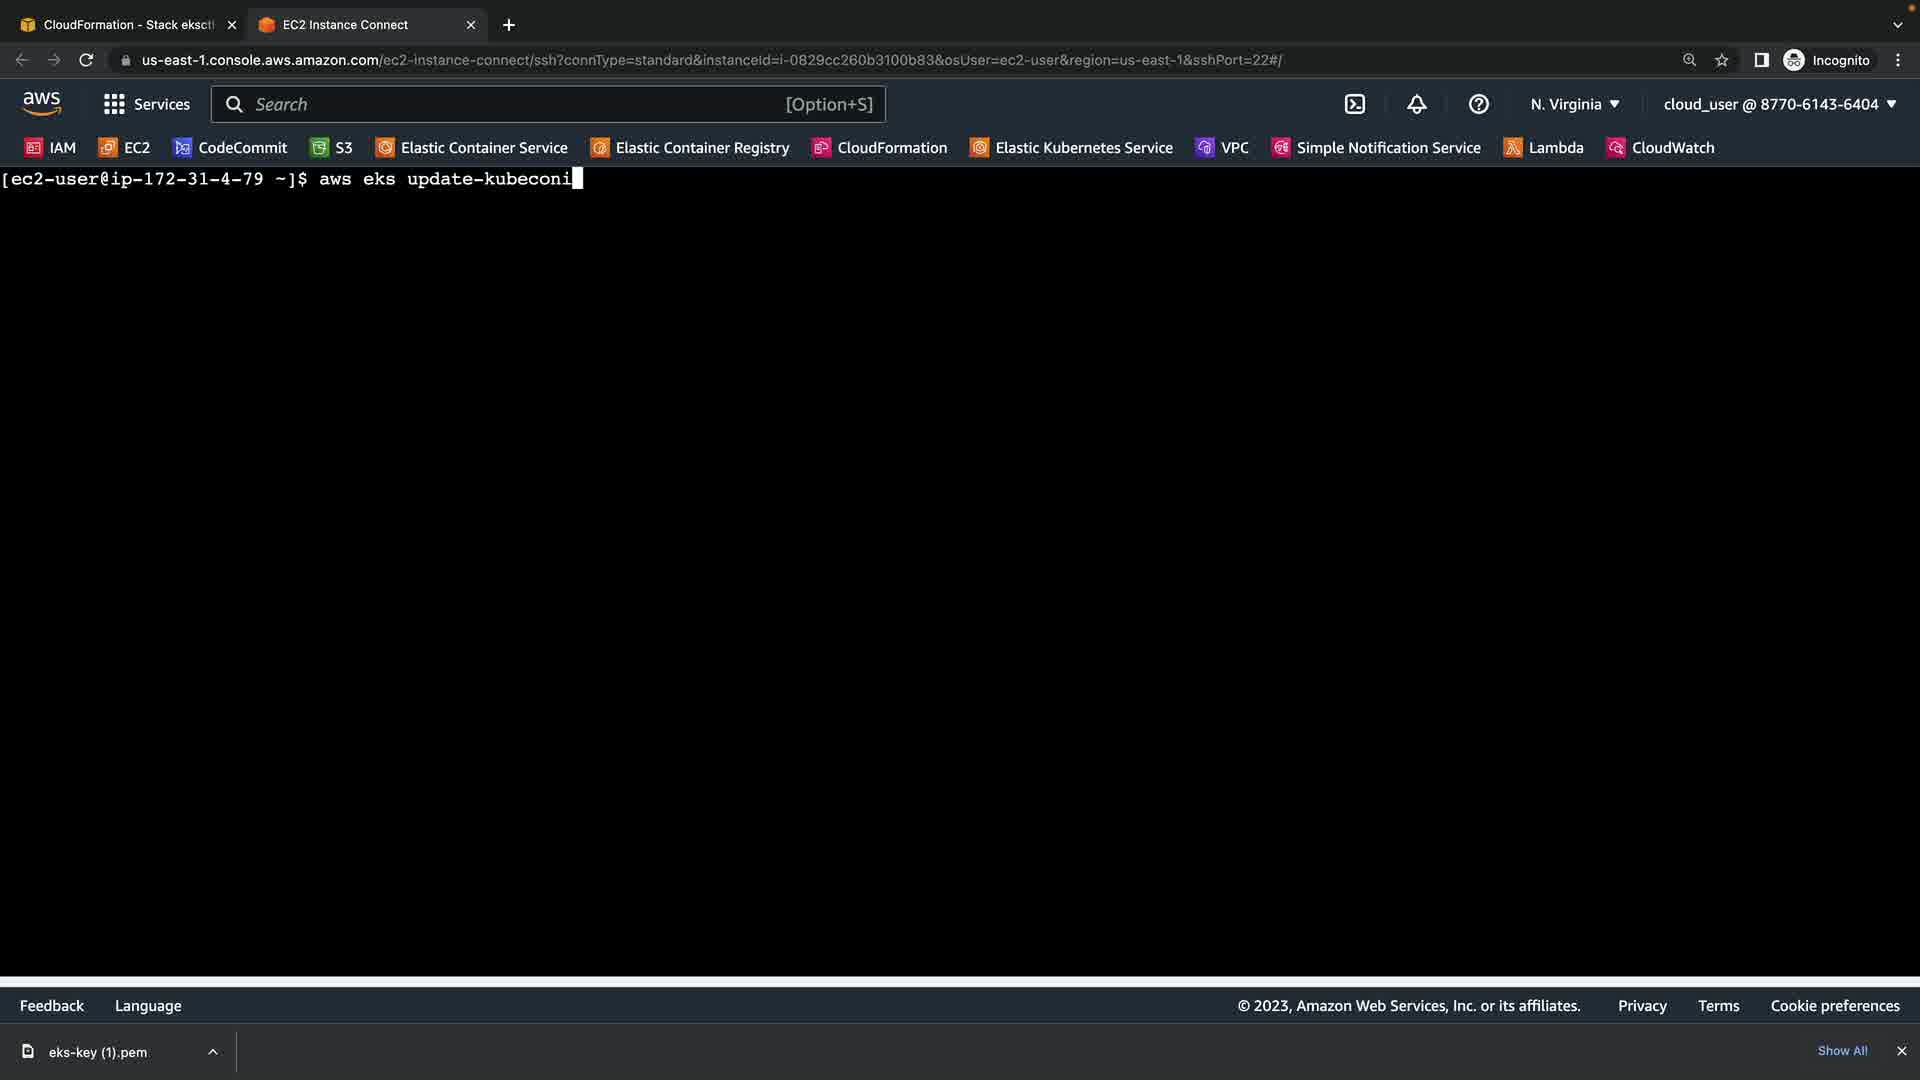 CloudFormation - Stack eksct
EC2 Instance Connect
us-east-1.console.aws.amazon.com/ec2-instance-connect/ssh?connType=standard&instanceId=i-0829cc260b3100b83&osUser=ec2-user&region=us-east-1&sshPort=22#/
Incognito
aws
Services
Search
[Option+S]
N. Virginia
cloud_user @ 8770-6143-6404
IAM
EC2
CodeCommit
S3
Elastic Container Service
Elastic Container Registry
CloudFormation
Elastic Kubernetes Service
VPC
Simple Notification Service
Lambda
CloudWatch
[ec2-user@ip-172-31-4-79 ~]$ aws eks update-kubeconi
Feedback
Language
© 2023, Amazon Web Services, Inc. or its affiliates.
Privacy
Terms
Cookie preferences
eks-key (1).pem
Show All